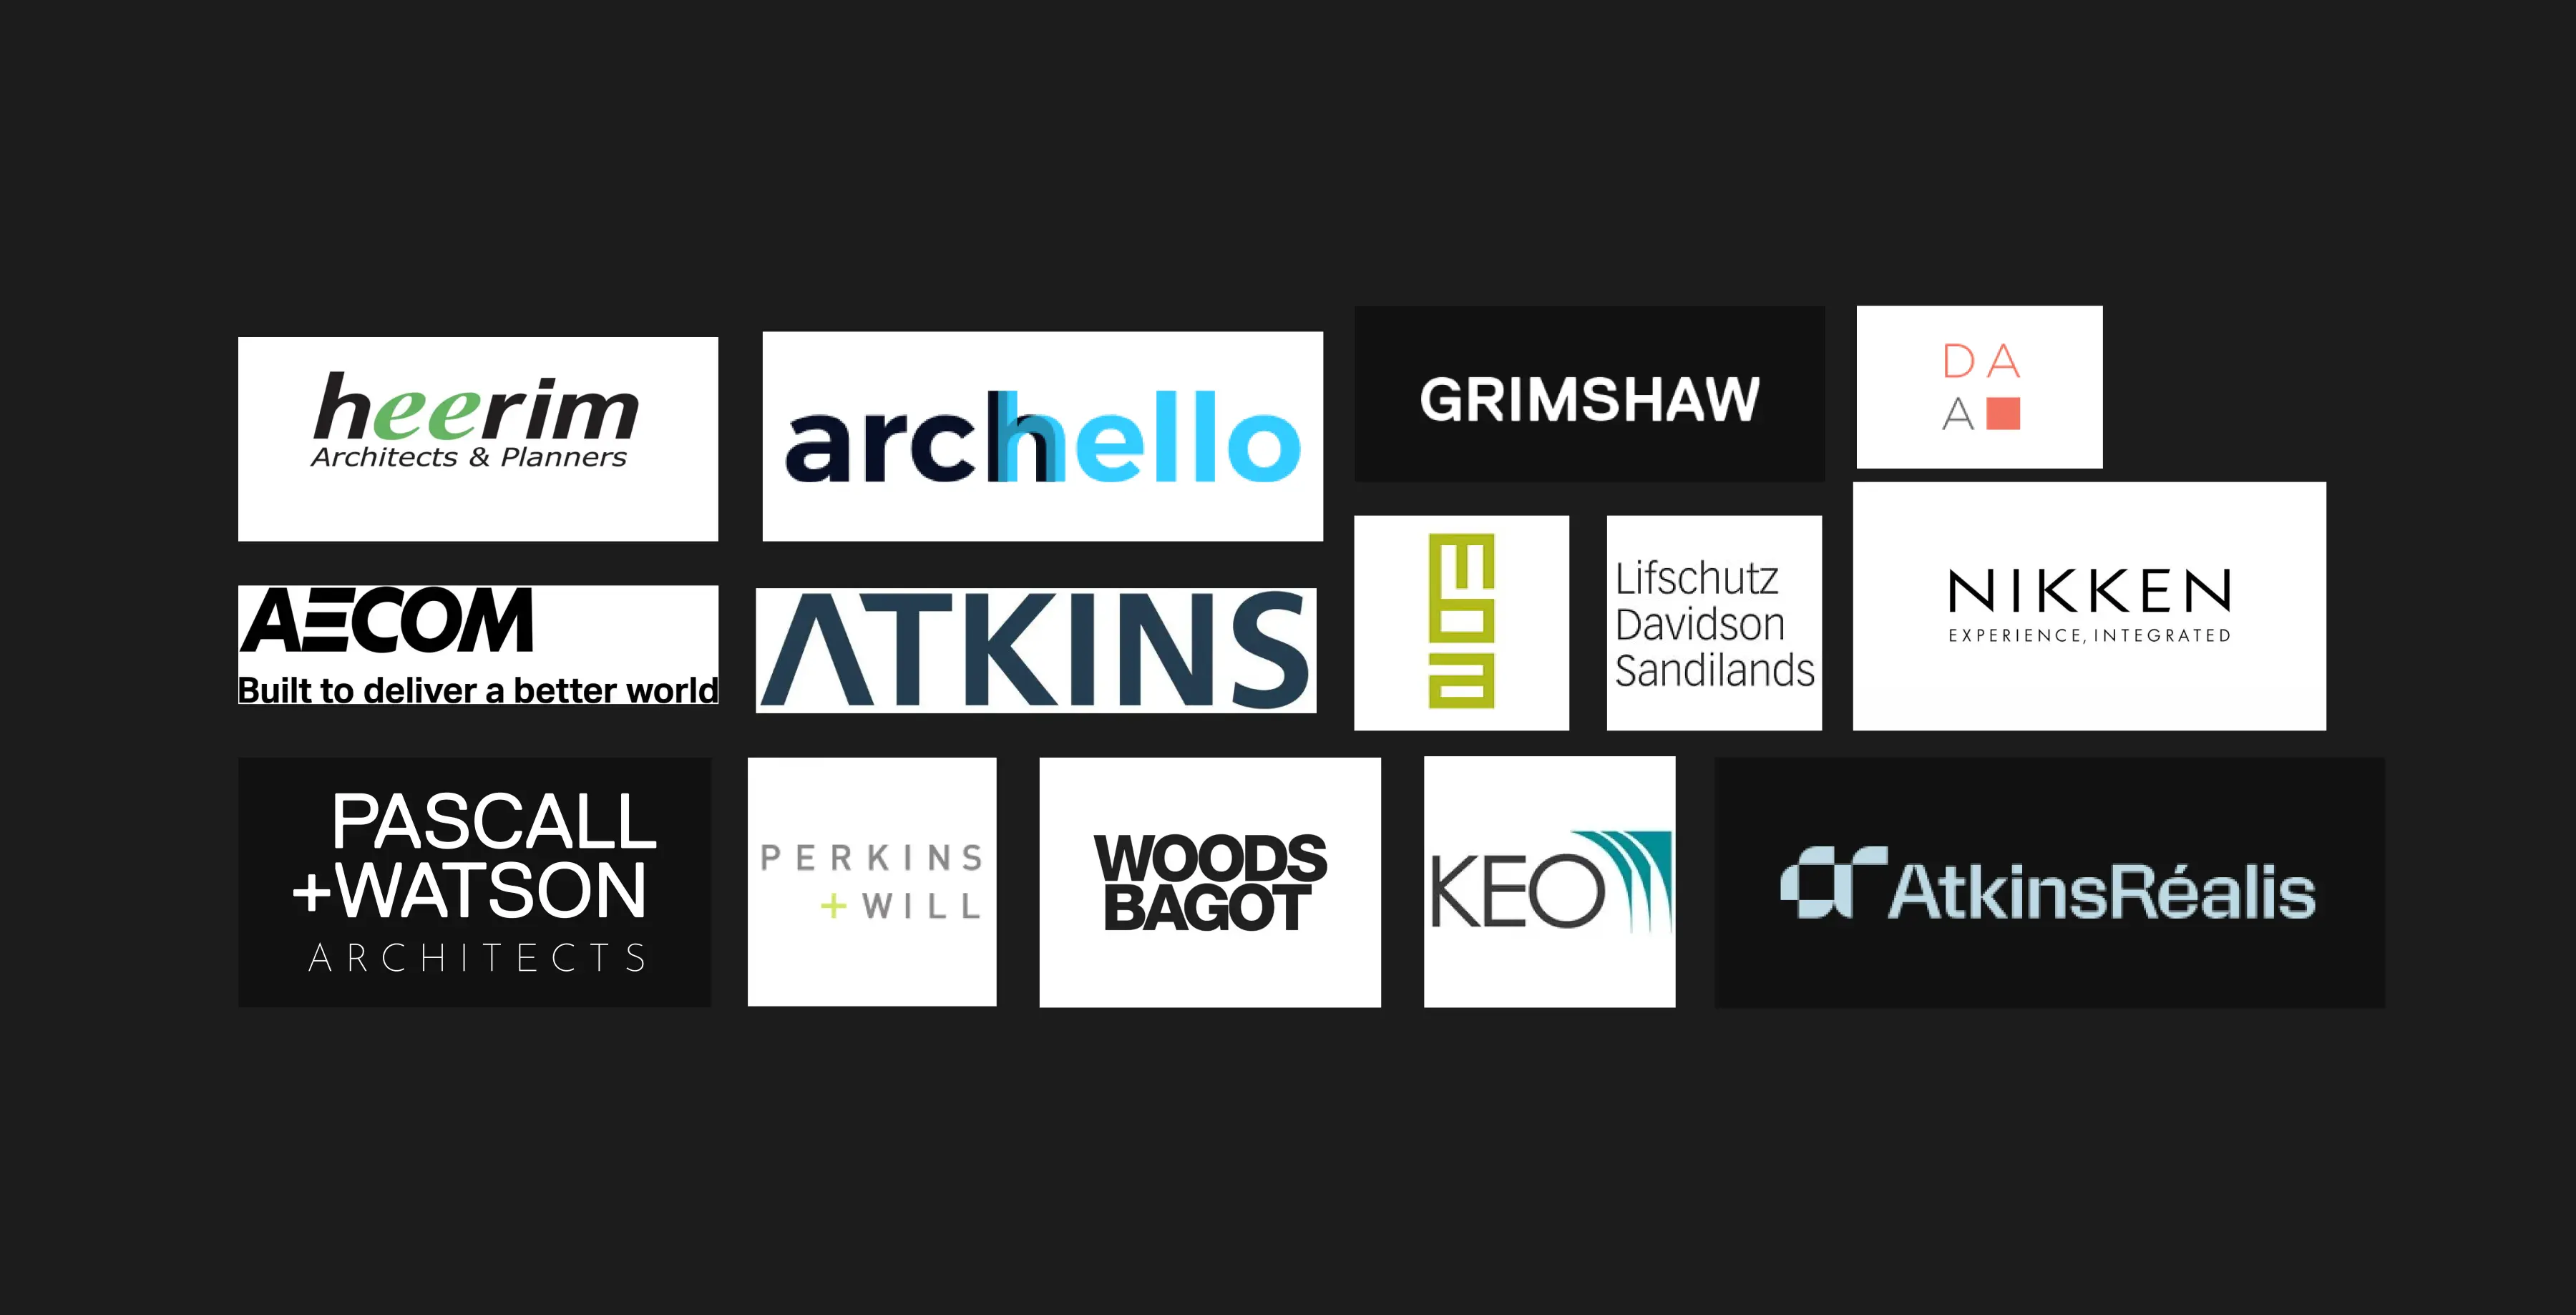 heerim
Architects & Planners
archello
GRIMSHAW
DA
A
AECOM
Built to deliver a better world
ATKINS
Lifschutz
Davidson
Sandilands
NIKKEN
EXPERIENCE, INTEGRATED
PASCALL
+WATSON
ARCHITECTS
PERKINS
+WILL
WOODS
BAGOT
KEO
AtkinsRéalis